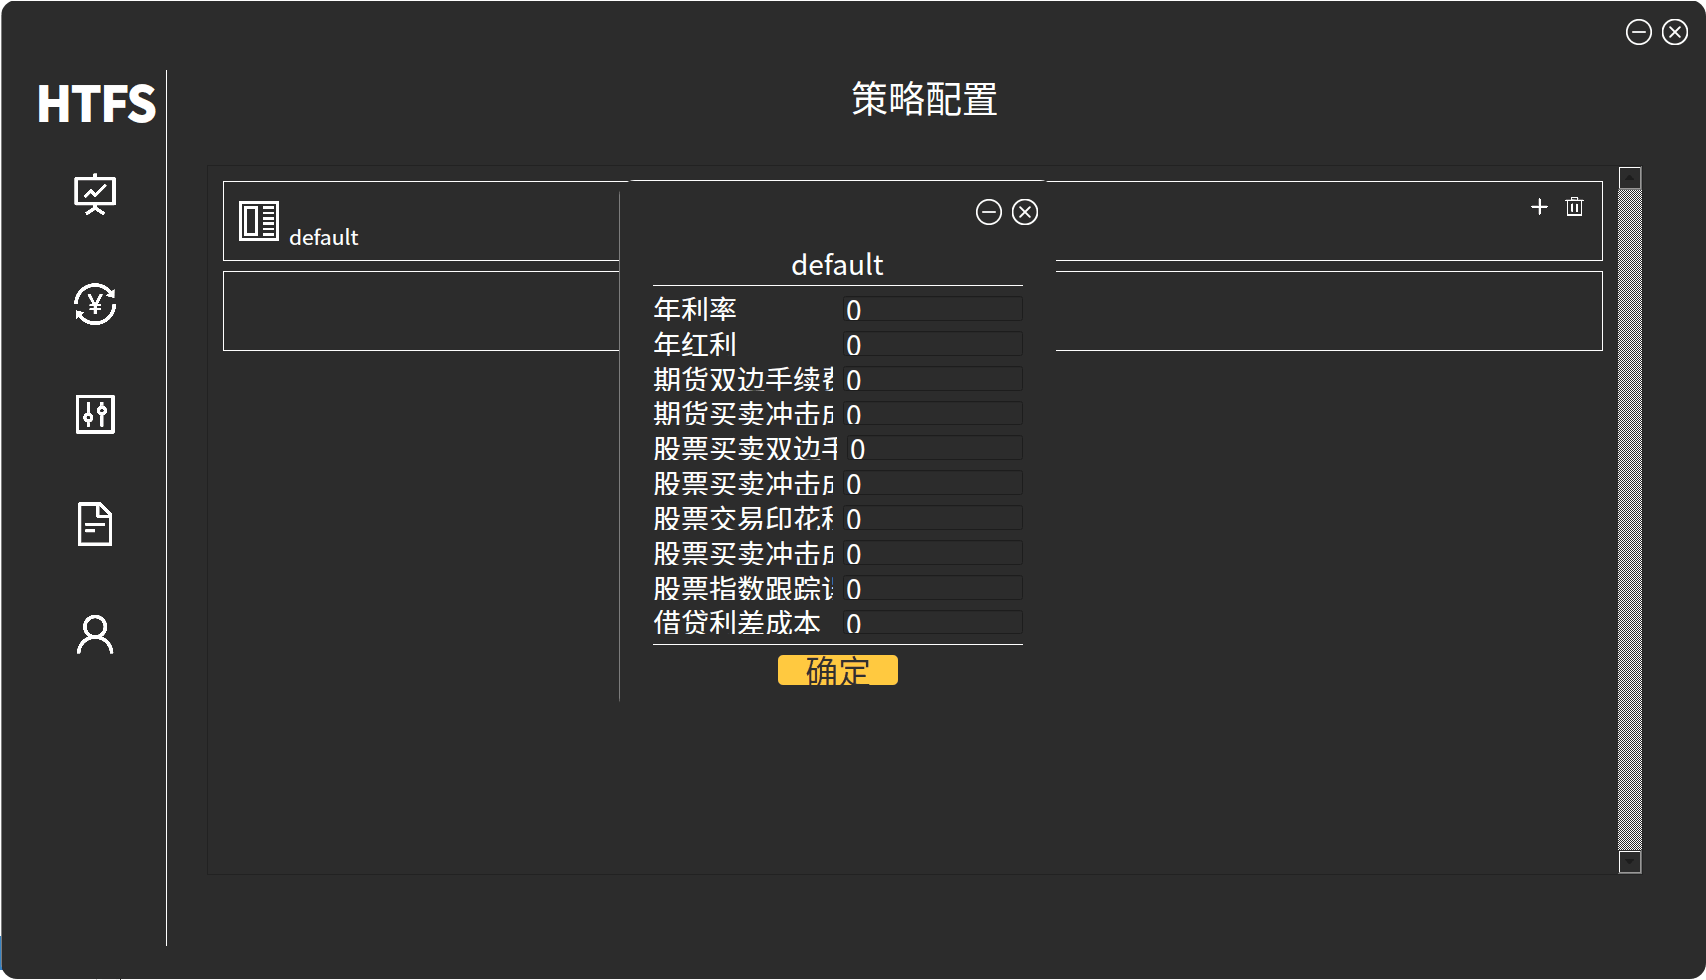 HTFS
策略配置
default
default
年利率 0
年红利 0
期货双边手续 0
期货买卖冲击 0
股票买卖双边 0
股票买卖冲击 0
股票交易印花 0
股票买卖冲击 0
股票指数跟踪 0
借贷利差成本 0
确定